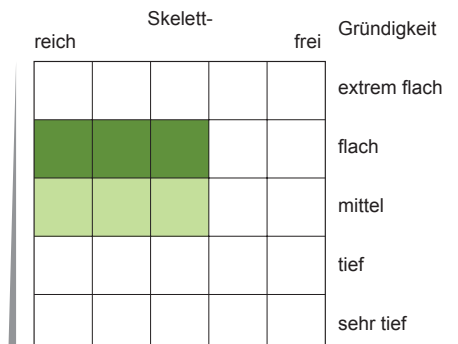 Skelett-
reich frei Gründigkeit
extrem flach
flach
mittel
tief
sehr tief